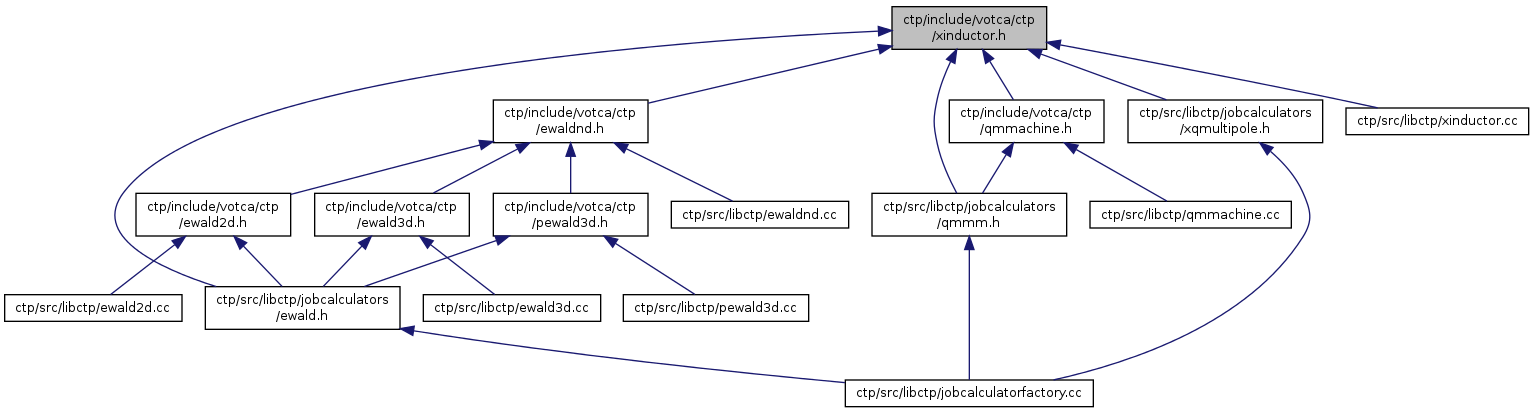 ctp/include/votca/ctp
/xinductor.h
ctp/include/votca/ctp
/ewaldnd.h
ctp/include/votca/ctp
/qmmachine.h
ctp/src/libctp/jobcalculators
/xqmultipole.h
ctp/src/libctp/xinductor.cc
ctp/include/votca/ctp
/ewald2d.h
ctp/include/votca/ctp
/ewald3d.h
ctp/include/votca/ctp
/pewald3d.h
ctp/src/libctp/ewaldnd.cc
ctp/src/libctp/jobcalculators
/qmmm.h
ctp/src/libctp/qmmachine.cc
ctp/src/libctp/ewald2d.cc
ctp/src/libctp/jobcalculators
/ewald.h
ctp/src/libctp/ewald3d.cc
ctp/src/libctp/pewald3d.cc
ctp/src/libctp/jobcalculatorfactory.cc